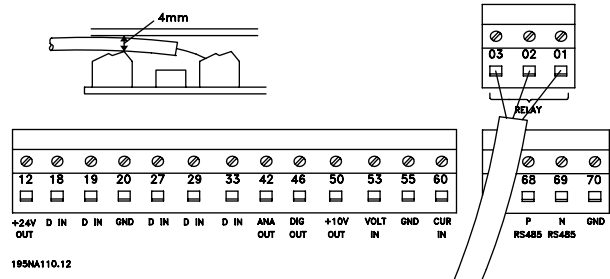 4mm
03 02 01
RELAY
12 18 19 20 27 29 33 42 46 50 53 55 60
+24V OUT D IN D IN GND D IN D IN D IN ANA OUT DIG OUT +10V OUT VOLT IN GND CUR IN
68 69 70
P RS485 N RS485 GND
195NA110.12